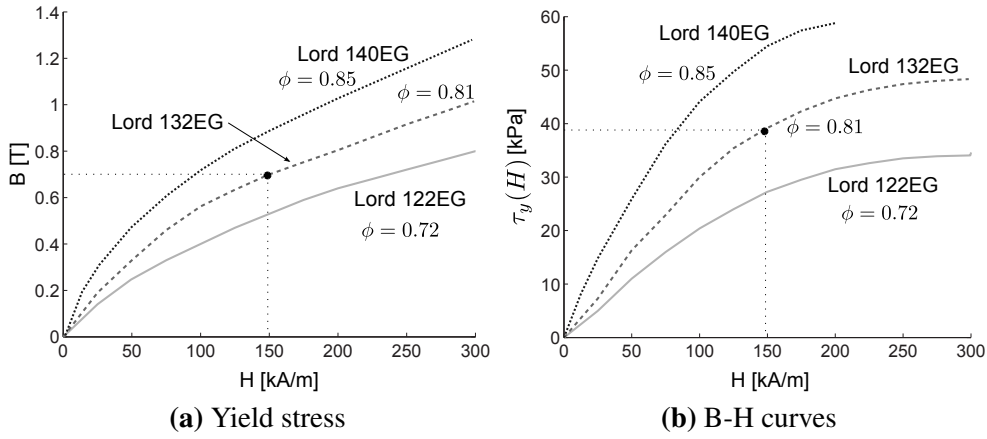 1.4
1.2
1
0.8
0.6
0.4
0.2
0
B [T]
Lord 140EG
ϕ = 0.85
ϕ = 0.81
Lord 132EG
Lord 122EG
ϕ = 0.72
0 50 100 150 200 250 300
H [kA/m]
(a) Yield stress
60
50
40
30
20
10
0
τ_y(H) [kPa]
Lord 140EG
ϕ = 0.85
Lord 132EG
ϕ = 0.81
Lord 122EG
ϕ = 0.72
0 50 100 150 200 250 300
H [kA/m]
(b) B-H curves